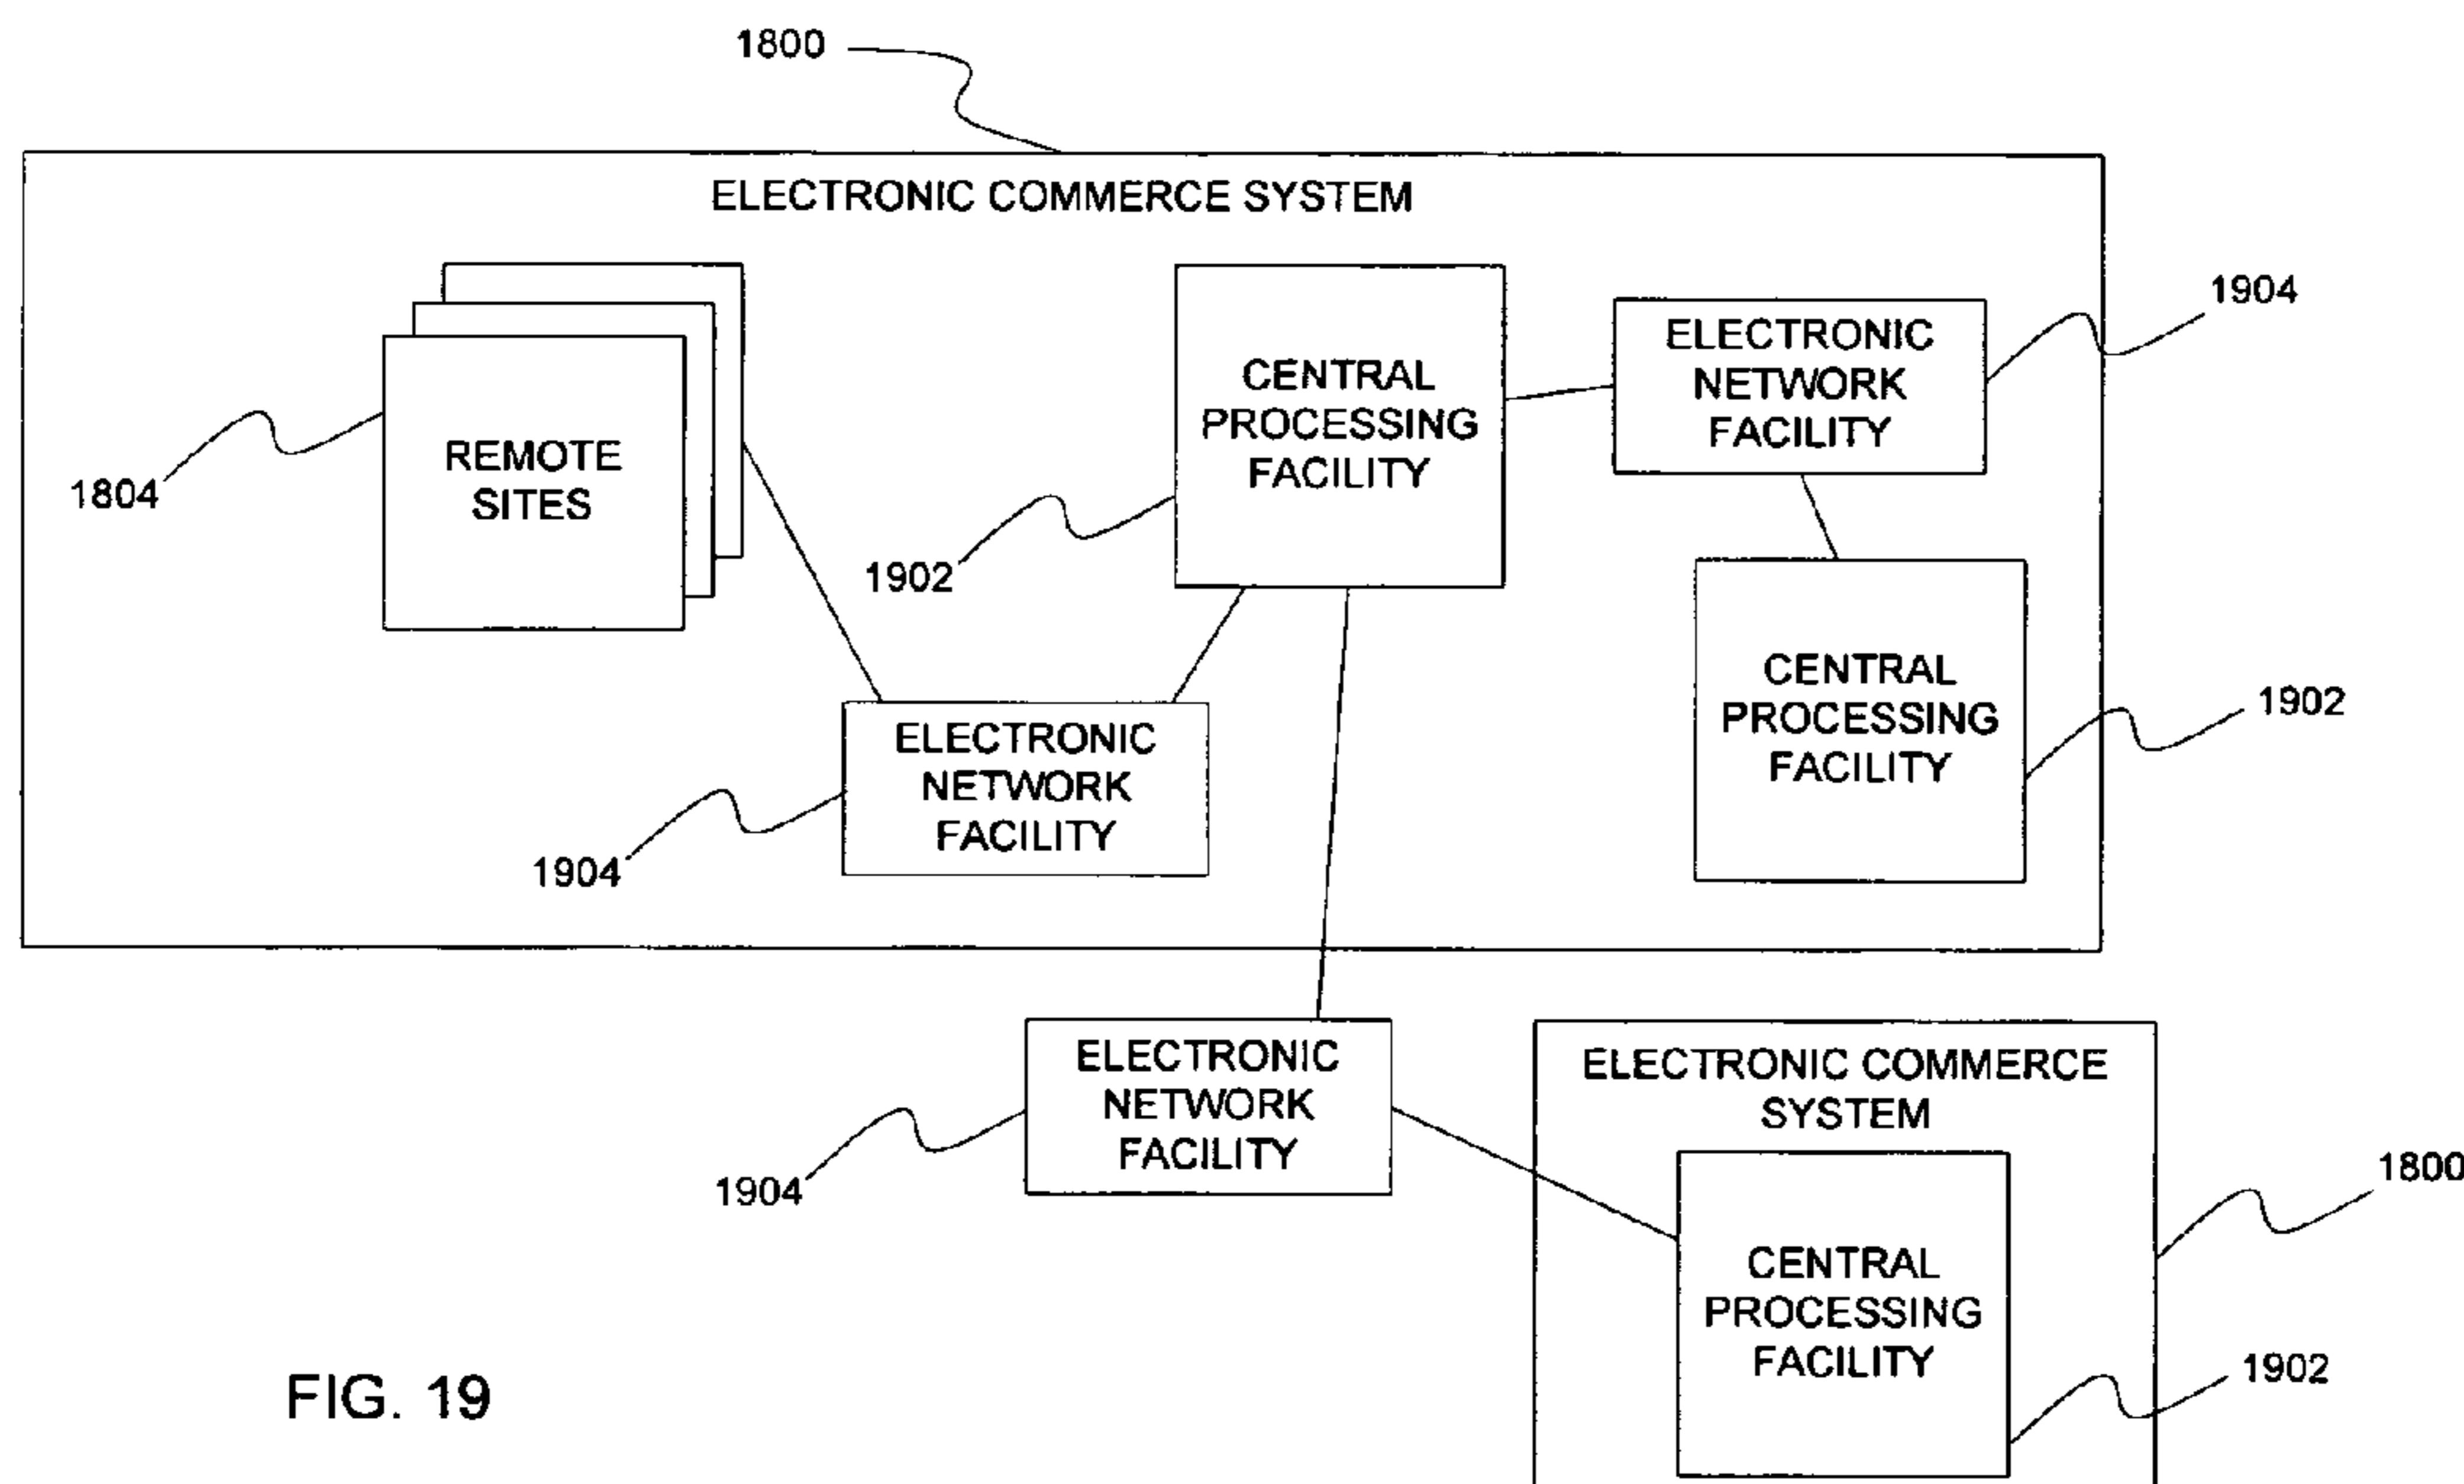 1800
ELECTRONIC COMMERCE SYSTEM
1904
ELECTRONIC
NETWORK
FACILITY
CENTRAL
PROCESSING
FACILITY
REMOTE
SITES
1804
1902
CENTRAL
PROCESSING
FACILITY
1902
ELECTRONIC
NETWORK
FACILITY
1904
ELECTRONIC
NETWORK
FACILITY
1904
ELECTRONIC COMMERCE
SYSTEM
1800
CENTRAL
PROCESSING
FACILITY
1902
FIG. 19